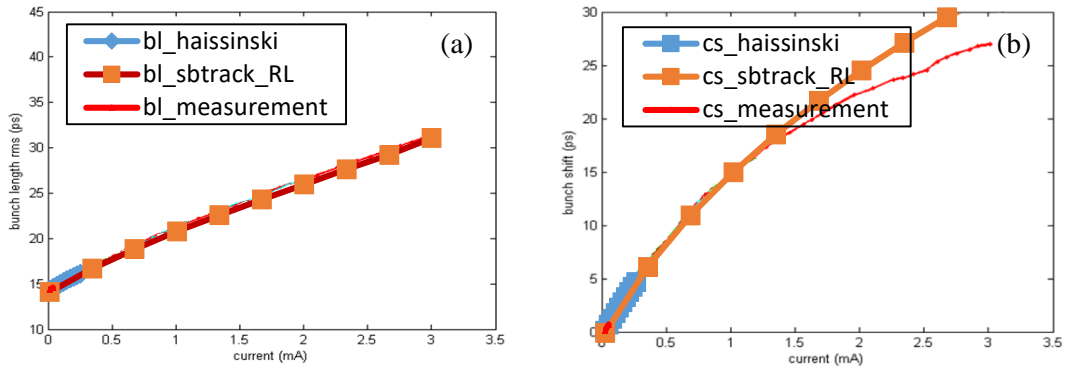 45
bl_haissinski
(a)
40
bl_sbtrack_RL
35
bl_measurement
30
25
20
15
10
0 0.5 1 1.5 2 2.5 3 3.5
bunch length rms (ps)
current (mA)
30
cs_haissinski
(b)
25
cs_sbtrack_RL
cs_measurement
20
15
10
5
0
0 0.5 1 1.5 2 2.5 3 3.5
bunch shift (ps)
current (mA)